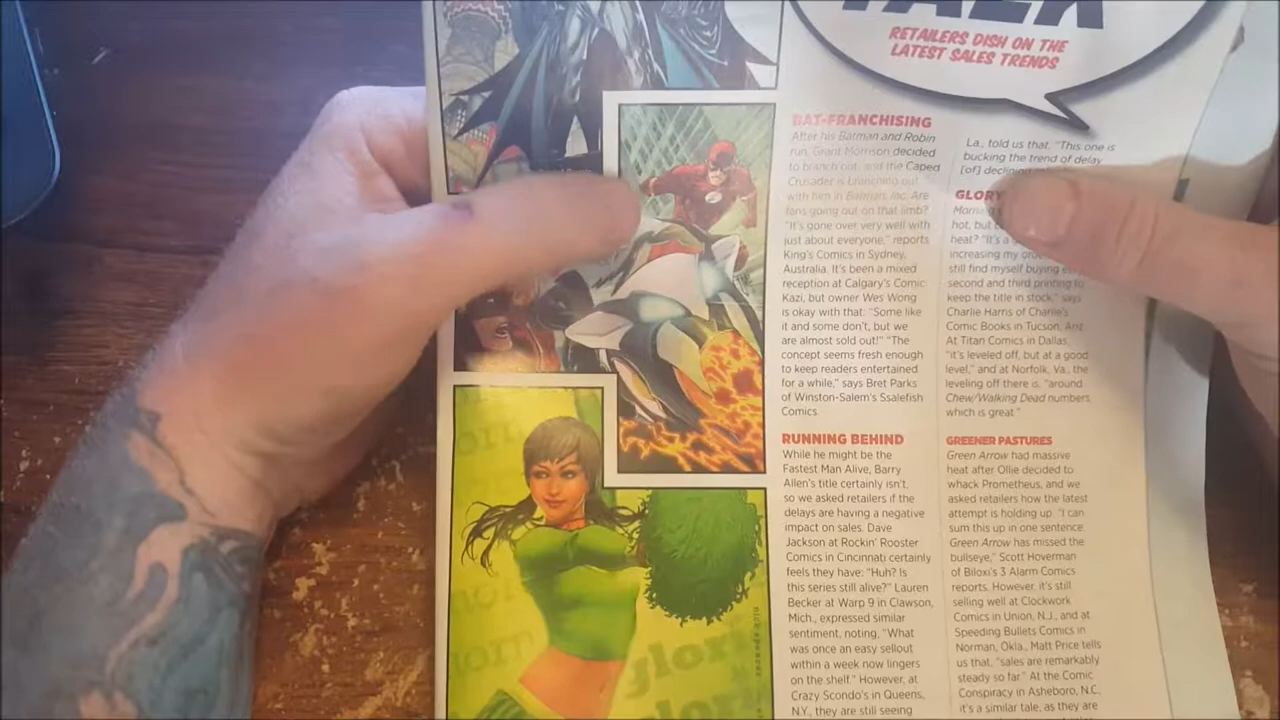 TALK
RETAILERS DISH ON THE
LATEST SALES TRENDS
BAT-FRANCHISING
After his Batman and Robin
run, Grant Morrison decided
to branch out, and the Caped
Crusader is branching out
with him in Batman, Inc. Are
fans going out on that limb?
"It's gone over very well with
just about everyone," reports
King's Comics in Sydney,
Australia. It's been a mixed
reception at Calgary's Comic
Kazi, but owner Wes Wong
is okay with that: "Some like
it and some don't, but we
are almost sold out!" "The
concept seems fresh enough
to keep readers entertained
for a while," says Bret Parks
of Winston-Salem's Ssalefish
Comics.
RUNNING BEHIND
While he might be the
Fastest Man Alive, Barry
Allen's title certainly isn't,
so we asked retailers if the
delays are having a negative
impact on sales. Dave
Jackson at Rockin' Rooster
Comics in Cincinnati certainly
feels they have: "Huh? Is
this series still alive?" Lauren
Becker at Warp 9 in Clawson,
Mich., expressed similar
sentiment, noting, "What
was once an easy sellout
within a week now lingers
on the shelf." However, at
Crazy Scondo's in Queens,
N.Y., they are still seeing
La., told us that, "This one is
bucking the trend of delay
[of] declining
GLORY
Morning
hot, but
heat? "It's a
increasing my
still find myself buying
second and third printing to
keep the title in stock," says
Charlie Harris of Charlie's
Comic Books in Tucson, Ariz.
At Titan Comics in Dallas,
"it's leveled off, but at a good
level," and at Norfolk, Va., the
leveling off there is, "around
Chew/Walking Dead numbers,
which is great."
GREENER PASTURES
Green Arrow had massive
heat after Ollie decided to
whack Prometheus, and we
asked retailers how the latest
attempt is holding up. "I can
sum this up in one sentence.
Green Arrow has missed the
bullseye," Scott Hoverman
of Biloxi's 3 Alarm Comics
reports. However, it's still
selling well at Clockwork
Comics in Union, N.J., and at
Speeding Bullets Comics in
Norman, Okla., Matt Price tells
us that, "sales are remarkably
steady so far." At the Comic
Conspiracy in Asheboro, N.C.,
it's a similar tale, as they are